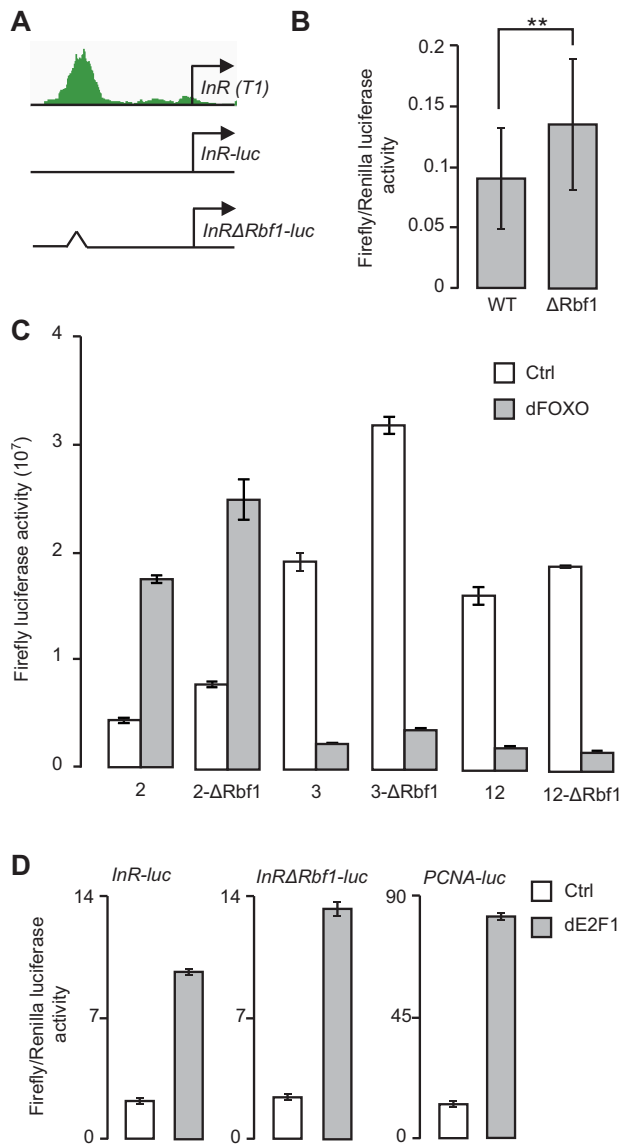 A
InR (T1)
InR-luc
InRΔRbf1-luc
B
**
Firefly/Renilla luciferase
activity
0.2
0.15
0.1
0.05
0
WT
ΔRbf1
C
Firefly luciferase activity (10⁷)
4
3
2
1
0
Ctrl
dFOXO
2
2-ΔRbf1
3
3-ΔRbf1
12
12-ΔRbf1
D
Firefly/Renilla luciferase
activity
InR-luc
14
7
0
InRΔRbf1-luc
14
7
0
PCNA-luc
90
45
0
Ctrl
dE2F1